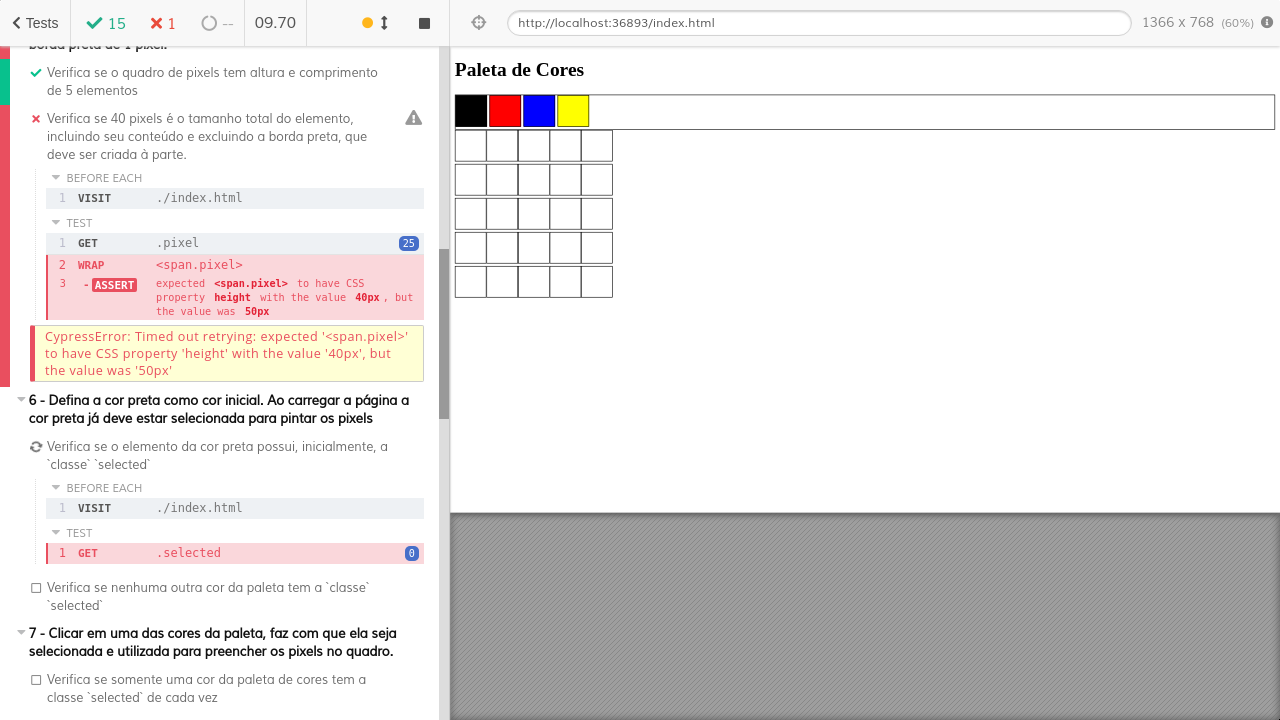 Tests
15
1
--
09.70
http://localhost:36893/index.html
1366 x 768 (60%)
borda preta de 1 pixel.
Verifica se o quadro de pixels tem altura e comprimento
de 5 elementos
Verifica se 40 pixels é o tamanho total do elemento,
incluindo seu conteúdo e excluindo a borda preta, que
deve ser criada à parte.
BEFORE EACH
1 VISIT ./index.html
TEST
1 GET .pixel 25
2 WRAP <span.pixel>
3 - ASSERT expected <span.pixel> to have CSS
property height with the value 40px , but
the value was 50px
CypressError: Timed out retrying: expected '<span.pixel>'
to have CSS property 'height' with the value '40px', but
the value was '50px'
6 - Defina a cor preta como cor inicial. Ao carregar a página a
cor preta já deve estar selecionada para pintar os pixels
Verifica se o elemento da cor preta possui, inicialmente, a
`classe` `selected`
BEFORE EACH
1 VISIT ./index.html
TEST
1 GET .selected 0
Verifica se nenhuma outra cor da paleta tem a `classe`
`selected`
7 - Clicar em uma das cores da paleta, faz com que ela seja
selecionada e utilizada para preencher os pixels no quadro.
Verifica se somente uma cor da paleta de cores tem a
classe `selected` de cada vez
Paleta de Cores